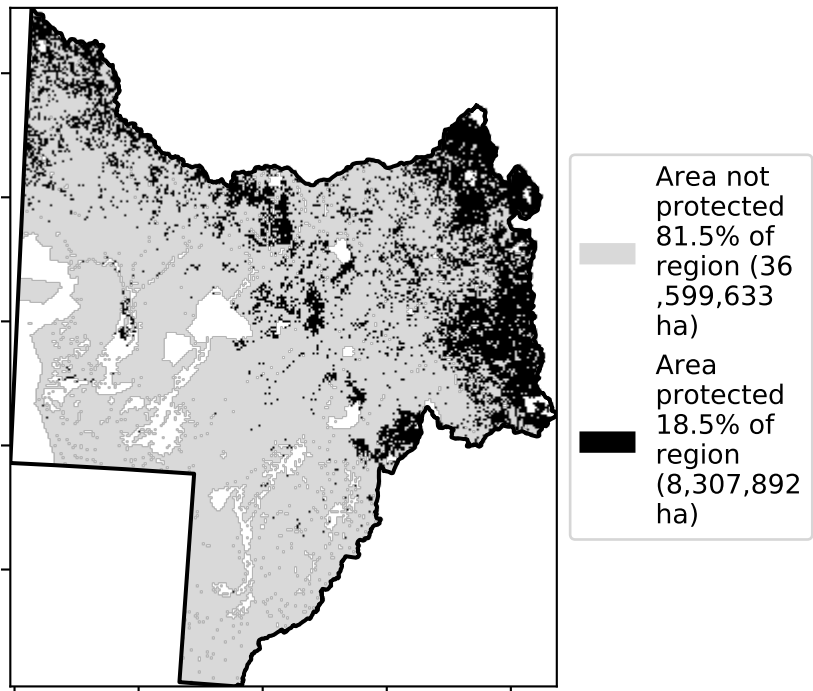 Area not
protected
81.5% of
region (36
,599,633
ha)
Area
protected
18.5% of
region
(8,307,892
ha)